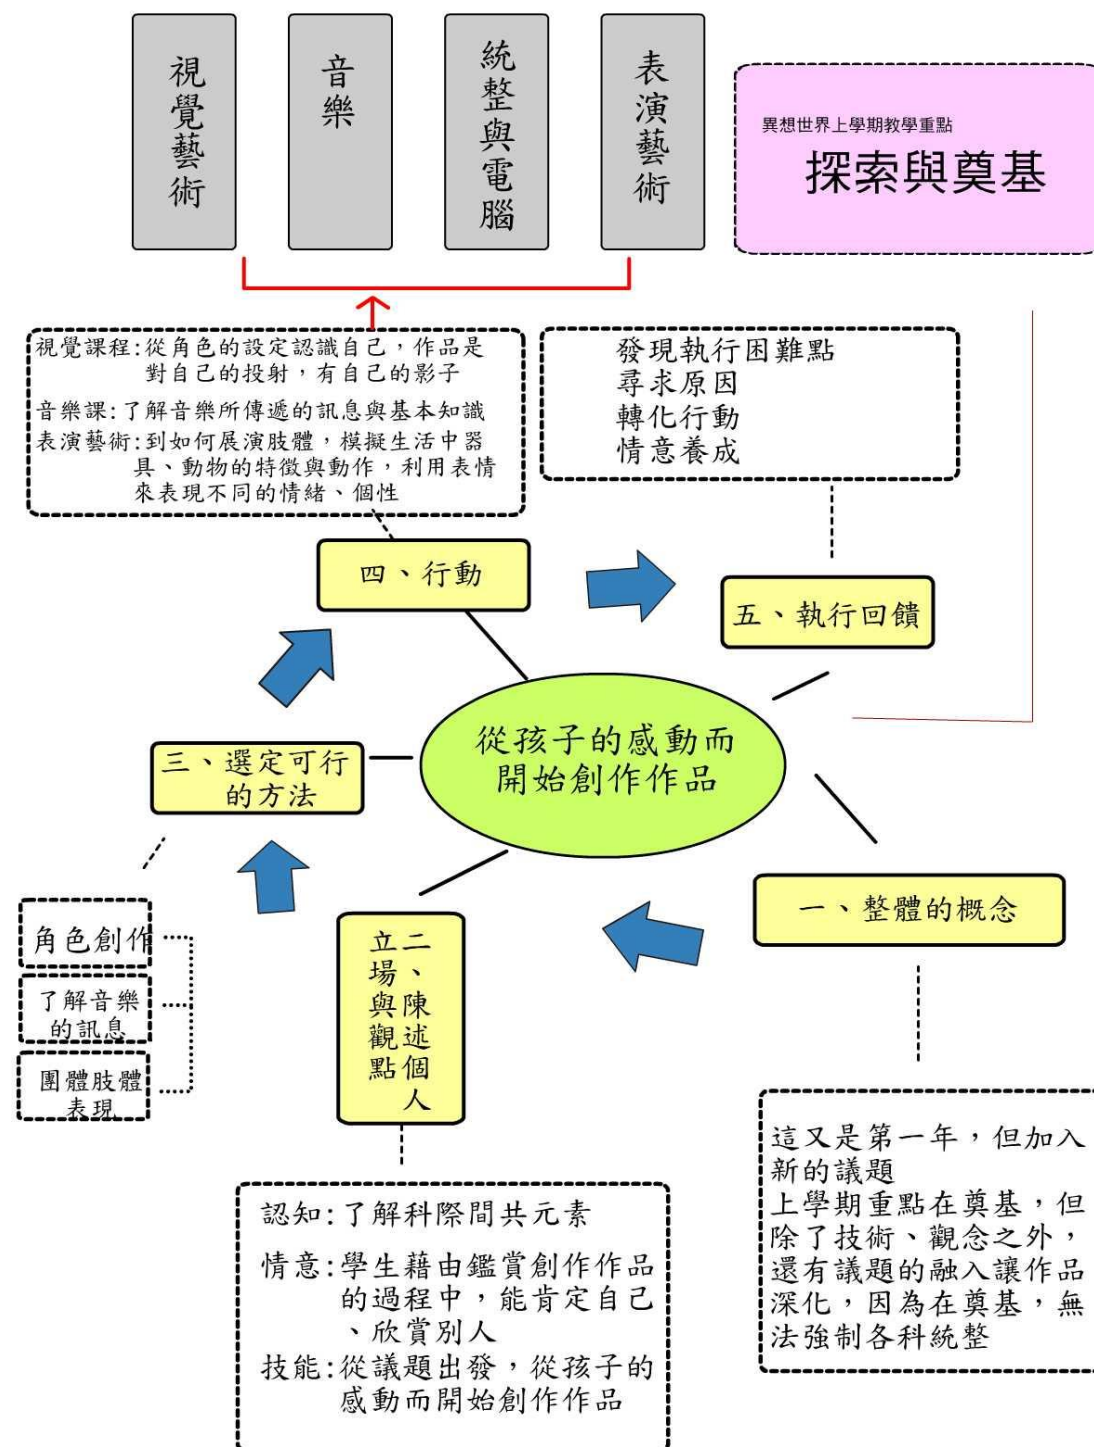 視覺藝術
音樂
統整與電腦
表演藝術
異想世界上學期教學重點
探索與奠基
視覺課程:從角色的設定認識自己，作品是
對自己的投射，有自己的影子
音樂課:了解音樂所傳遞的訊息與基本知識
表演藝術:到如何展演肢體，模擬生活中器
具、動物的特徵與動作，利用表情
來表現不同的情緒、個性
發現執行困難點
尋求原因
轉化行動
情意養成
四、行動
五、執行回饋
從孩子的感動而
開始創作作品
三、選定可行
的方法
一、整體的概念
二、陳述個人
立場與觀點
角色創作
了解音樂
的訊息
團體肢體
表現
這又是第一年，但加入
新的議題
上學期重點在奠基，但
除了技術、觀念之外，
還有議題的融入讓作品
深化，因為在奠基，無
法強制各科統整
認知:了解科際間共元素
情意:學生藉由鑑賞創作作品
的過程中，能肯定自己
、欣賞別人
技能:從議題出發，從孩子的
感動而開始創作作品